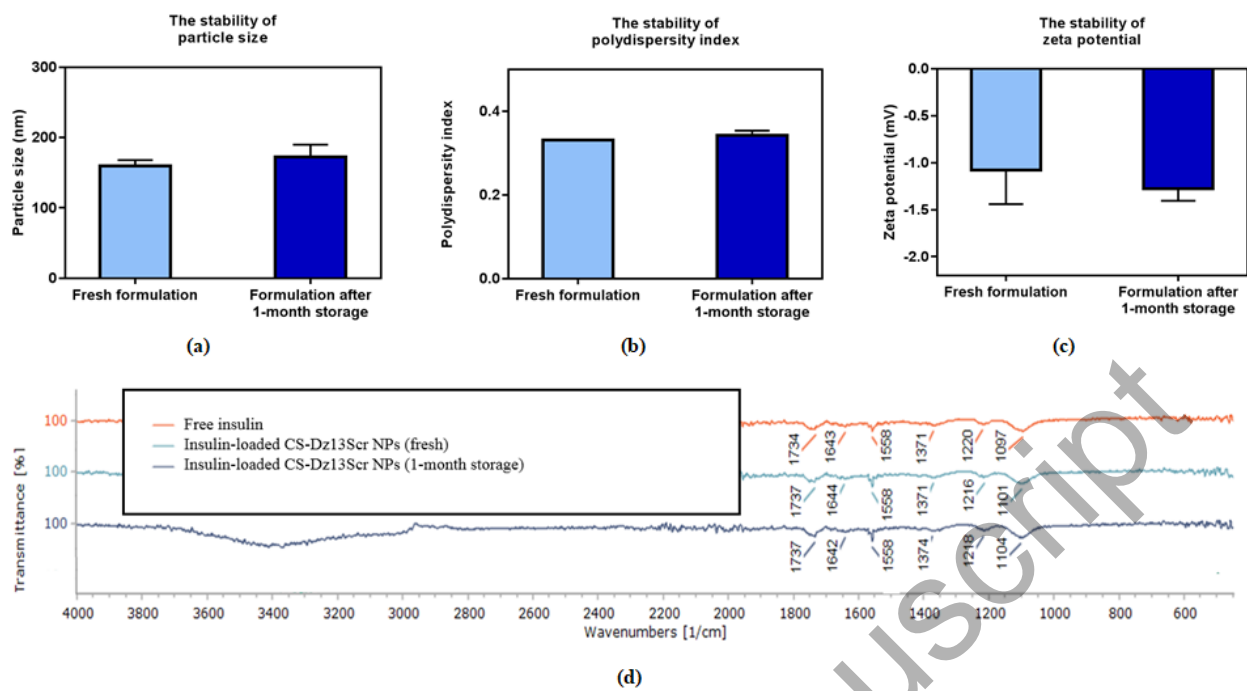 The stability of
particle size
300
200
100
0
Particle size (nm)
Fresh formulation
Formulation after
1-month storage
(a)
The stability of
polydispersity index
0.4
0.2
0.0
Polydispersity index
Fresh formulation
Formulation after
1-month storage
(b)
The stability of
zeta potential
0.0
-0.5
-1.0
-1.5
-2.0
Zeta potential (mV)
Fresh formulation
Formulation after
1-month storage
(c)
Free insulin
Insulin-loaded CS-Dz13Scr NPs (fresh)
Insulin-loaded CS-Dz13Scr NPs (1-month storage)
Transmittance [%]
100
100
100
1734 1643 1558 1371 1220 1097
1737 1644 1558 1371 1216 1101
1737 1642 1558 1374 1218 1104
4000 3800 3600 3400 3200 3000 2800 2600 2400 2200 2000 1800 1600 1400 1200 1000 800 600
Wavenumbers [1/cm]
(d)
uscript